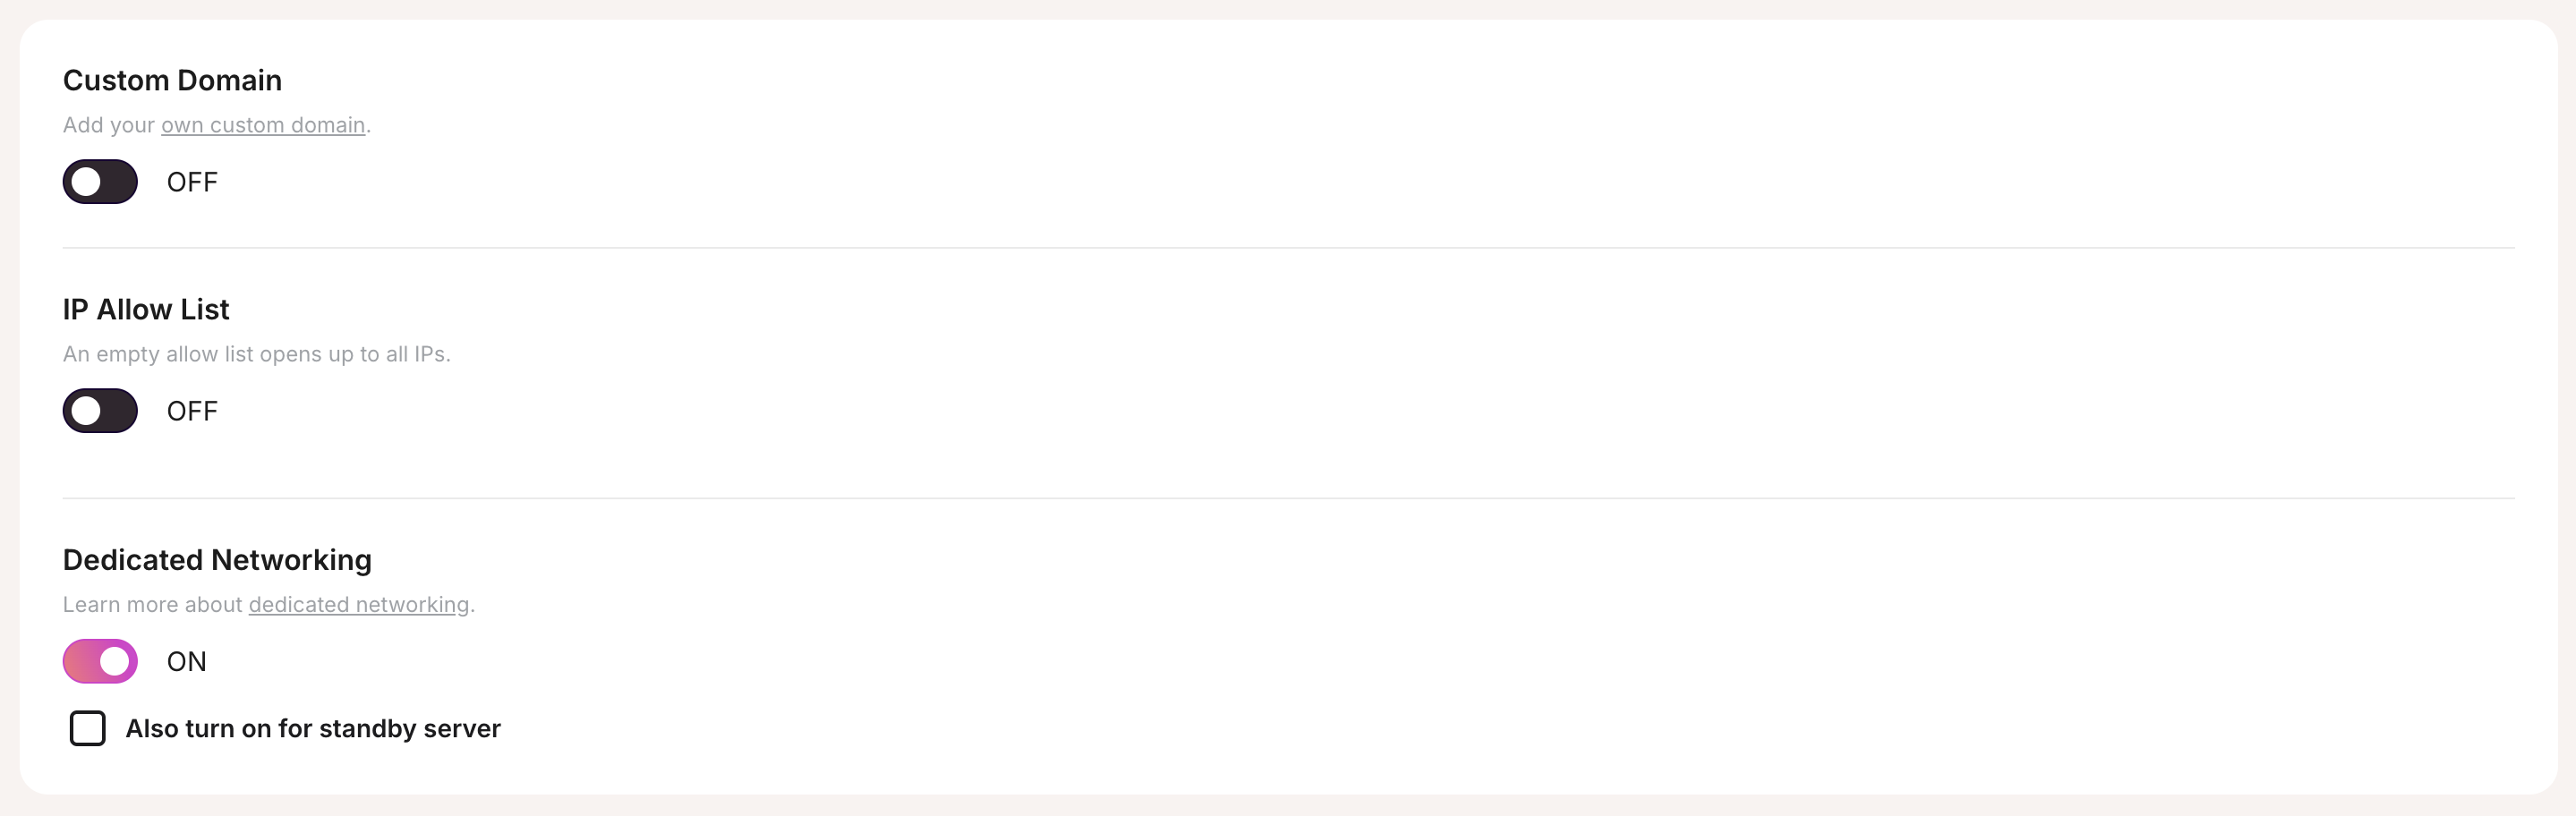 Custom Domain
Add your own custom domain.
OFF
IP Allow List
An empty allow list opens up to all IPs.
OFF
Dedicated Networking
Learn more about dedicated networking.
ON
Also turn on for standby server